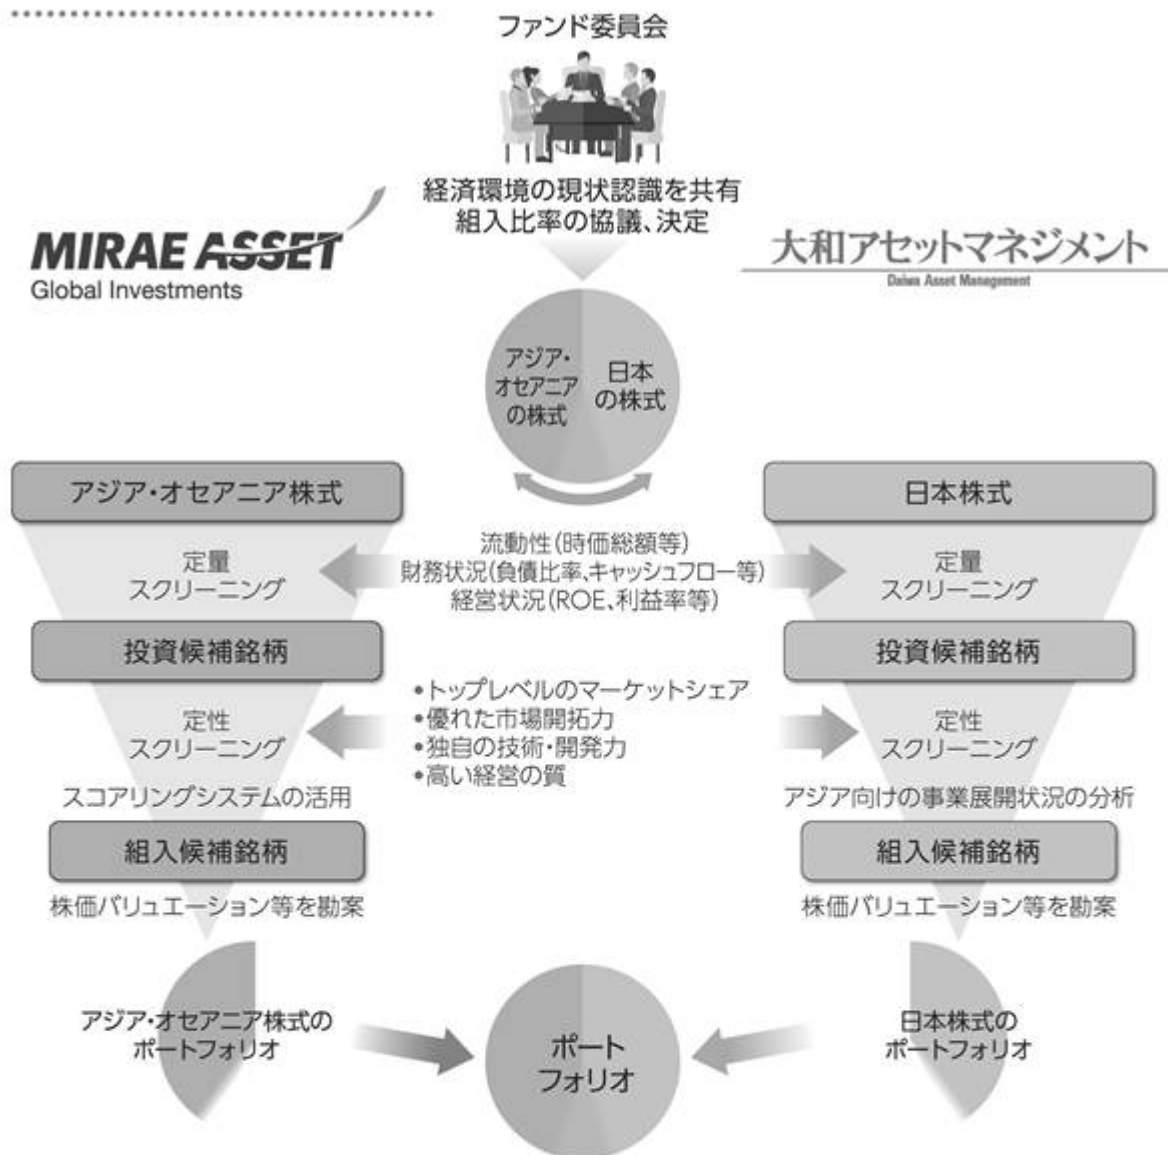 ファンド委員会
経済環境の現状認識を共有
組入比率の協議、決定
MIRAE ASSET
Global Investments
大和アセットマネジメント
Daiwa Asset Management
アジア・
オセアニア
の株式
日本
の株式
アジア・オセアニア株式
日本株式
定量
スクリーニング
流動性(時価総額等)
財務状況(負債比率、キャッシュフロー等)
経営状況(ROE、利益率等)
定量
スクリーニング
投資候補銘柄
投資候補銘柄
定性
スクリーニング
•トップレベルのマーケットシェア
•優れた市場開拓力
•独自の技術・開発力
•高い経営の質
定性
スクリーニング
スコアリングシステムの活用
アジア向けの事業展開状況の分析
組入候補銘柄
組入候補銘柄
株価バリュエーション等を勘案
株価バリュエーション等を勘案
アジア・オセアニア株式の
ポートフォリオ
ポート
フォリオ
日本株式の
ポートフォリオ